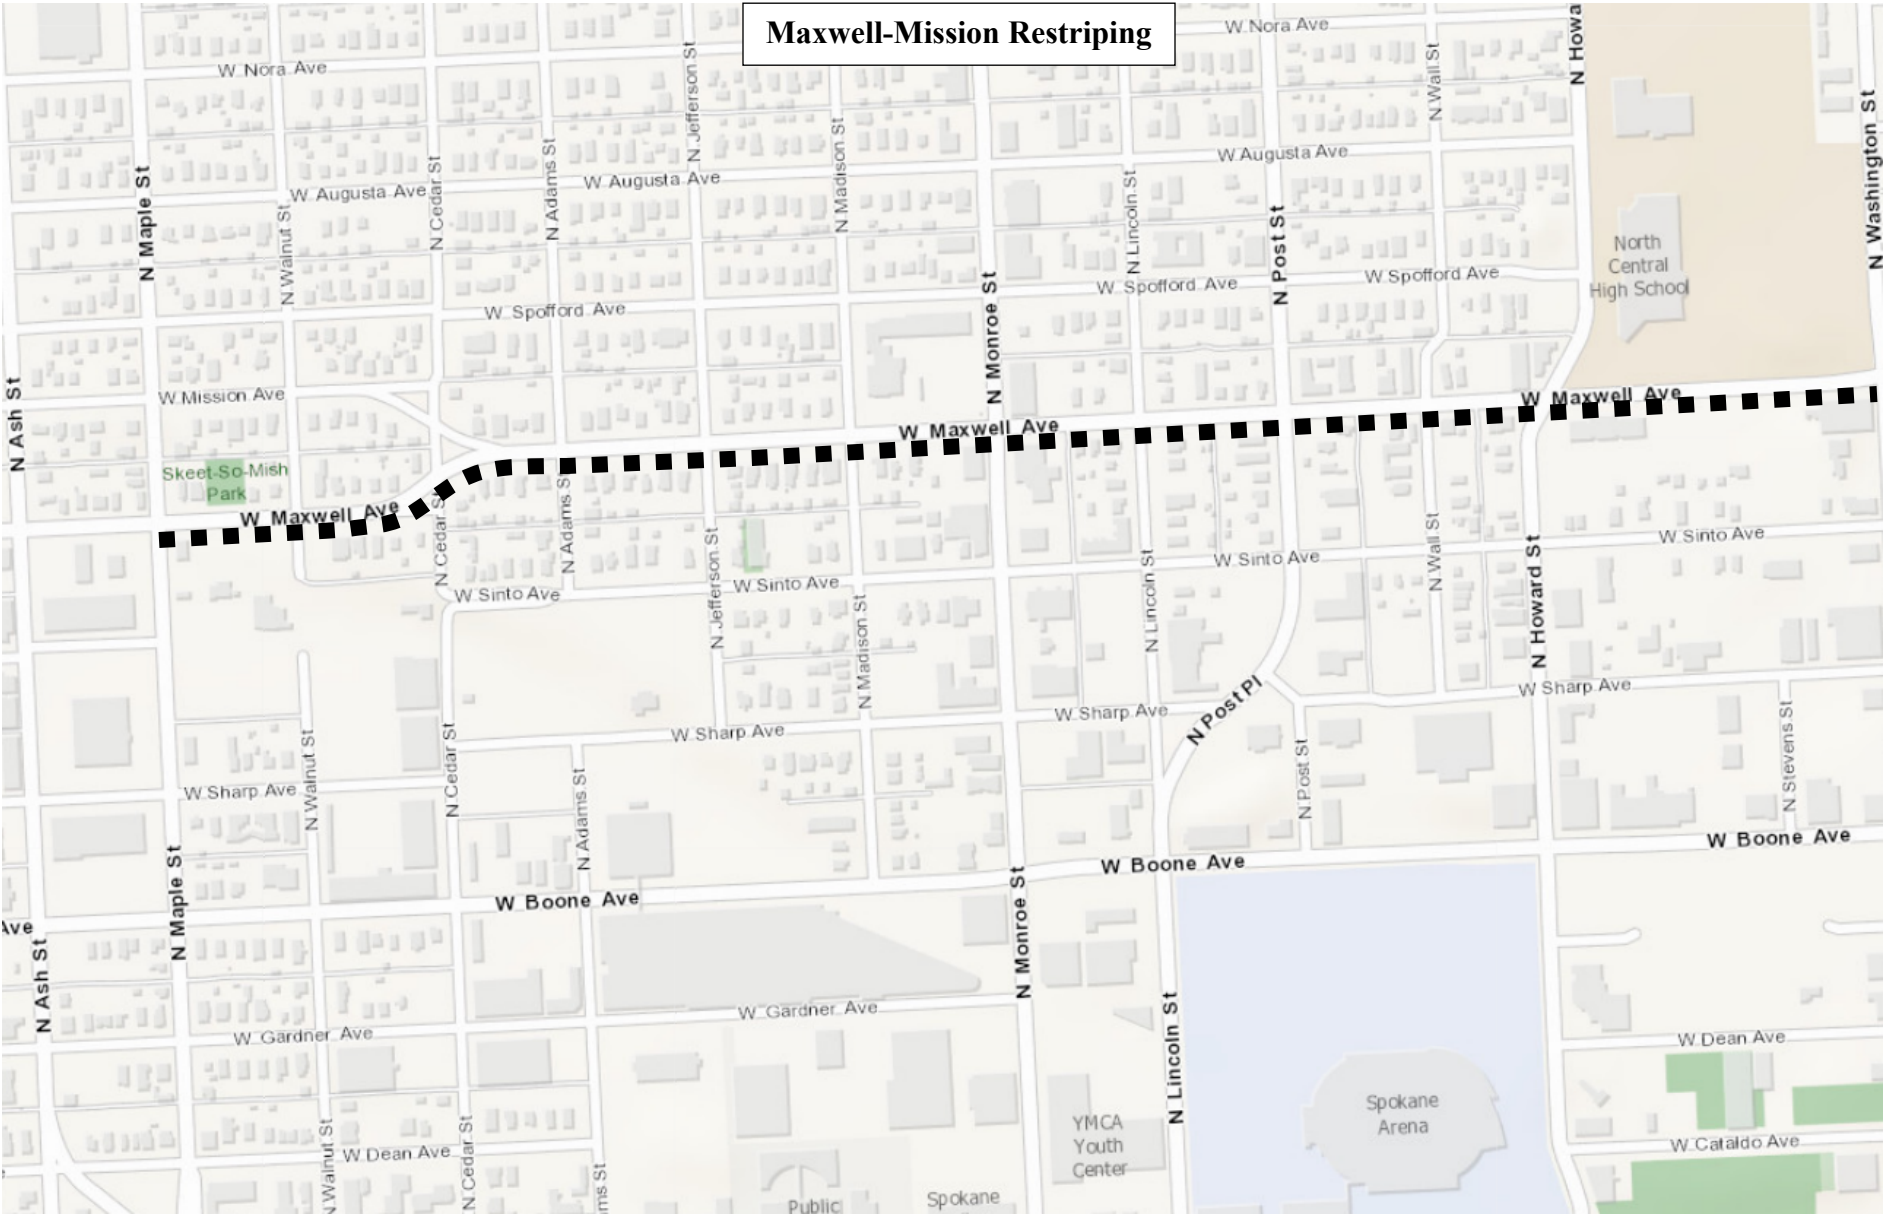 Maxwell-Mission Restriping
W Nora Ave
N Howa
W Nora Ave
N Jefferson St
N Wall St
N Washington St
N Madison St
N Adams St
N Cedar St
N Maple St
W Augusta Ave
W Augusta Ave
W Augusta Ave
N Walnut St
N Lincoln St
N Post St
North
Central
High School
W Spofford Ave
W Spofford Ave
W Spofford Ave
N Monroe St
N Ash St
W Mission Ave
W Maxwell Ave
W Maxwell Ave
Skeet-So-Mish
Park
W Maxwell Ave
N Cedar St
N Adams St
N Jefferson St
W Sinto Ave
W Sinto Ave
W Sinto Ave
W Sinto Ave
N Madison St
N Lincoln St
N Wall St
N Howard St
W Sharp Ave
N Post Pl
W Sharp Ave
W Sharp Ave
W Sharp Ave
N Walnut St
N Cedar St
N Adams St
N Post St
N Stevens St
W Boone Ave
W Boone Ave
W Boone Ave
Ave
N Maple St
N Ash St
N Monroe St
W Gardner Ave
W Gardner Ave
N Lincoln St
W Dean Ave
Spokane
Arena
YMCA
Youth
Center
W Cataldo Ave
W Dean Ave
N Walnut St
N Cedar St
ms St
Public
Spokane